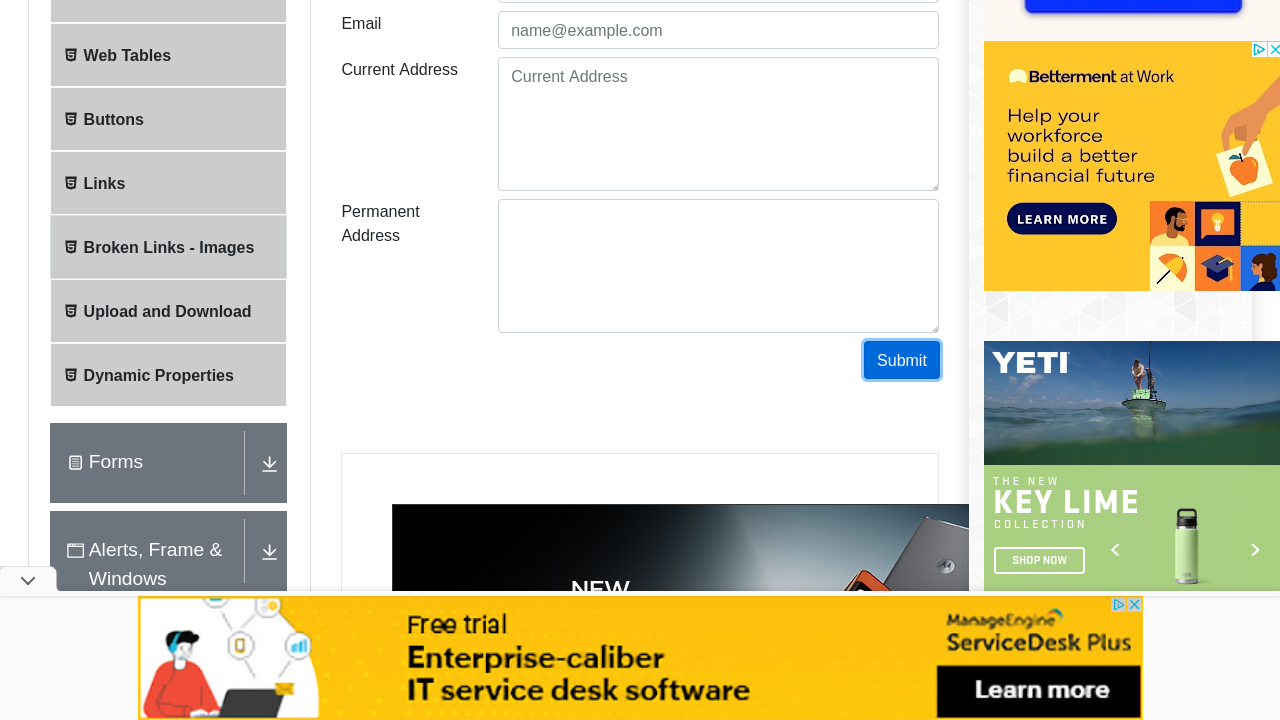 Web Tables
Buttons
Links
Broken Links - Images
Upload and Download
Dynamic Properties
Forms
Alerts, Frame &
Windows
Email
name@example.com
Current Address
Current Address
Permanent
Address
Submit
NEW
Betterment at Work
Help your
workforce
build a better
financial future
LEARN MORE
YETI
THE NEW
KEY LIME
COLLECTION
SHOP NOW
Free trial
Enterprise-caliber
IT service desk software
ManageEngine
ServiceDesk Plus
Learn more